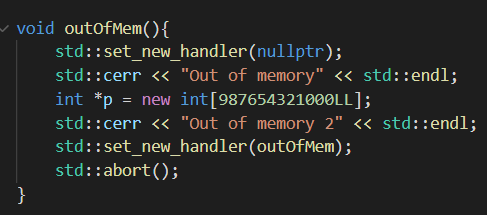 void outOfMem(){
    std::set_new_handler(nullptr);
    std::cerr << "Out of memory" << std::endl;
    int *p = new int[987654321000LL];
    std::cerr << "Out of memory 2" << std::endl;
    std::set_new_handler(outOfMem);
    std::abort();
}